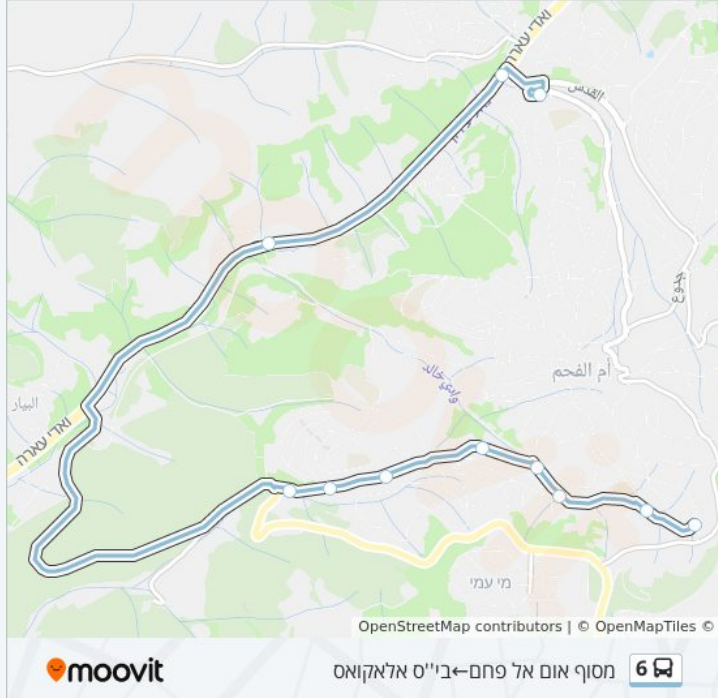 ואדי עארה
القدس
جدوع
أم الفحم
وادي خالد
البيار
ואדי עארה
מי עמי
OpenStreetMap contributors | © OpenMapTiles ©
6 מסוף אום אל פחם←בי''ס אלאקואס
moovit